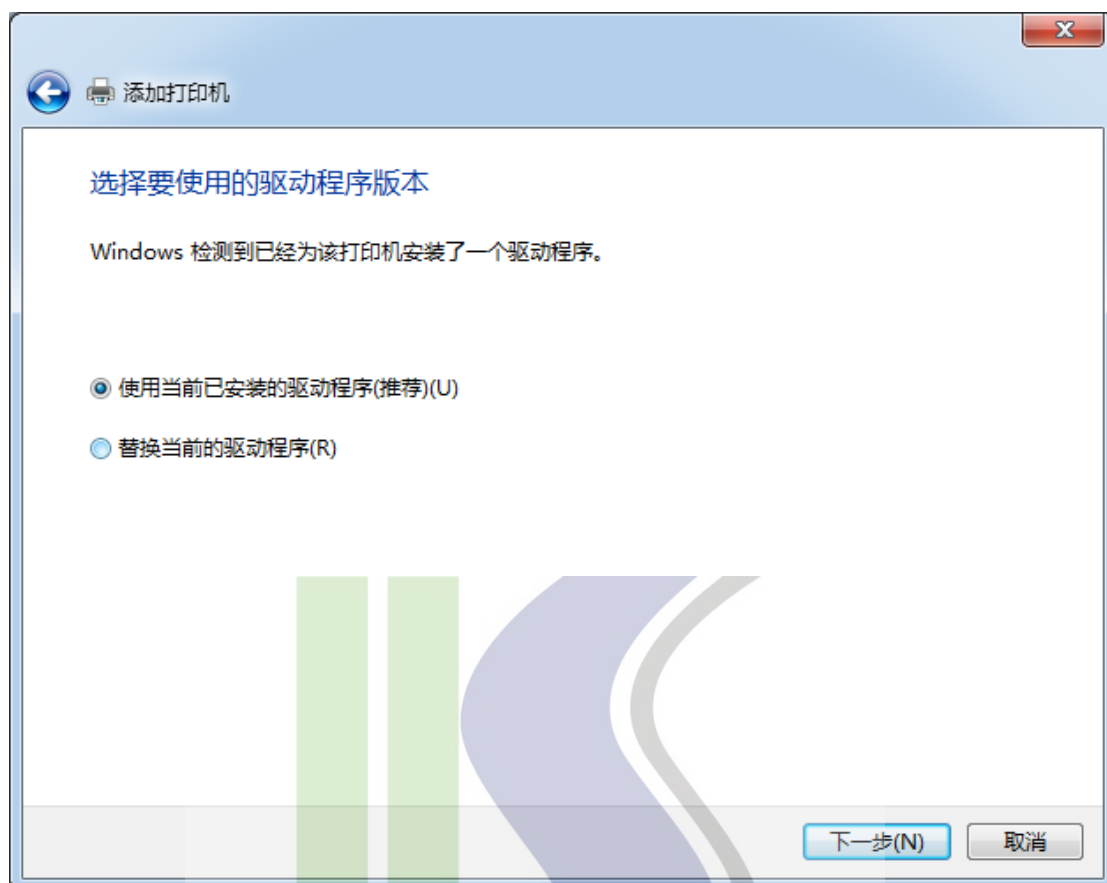 添加打印机
选择要使用的驱动程序版本
Windows 检测到已经为该打印机安装了一个驱动程序。
使用当前已安装的驱动程序(推荐)(U)
替换当前的驱动程序(R)
下一步(N)
取消